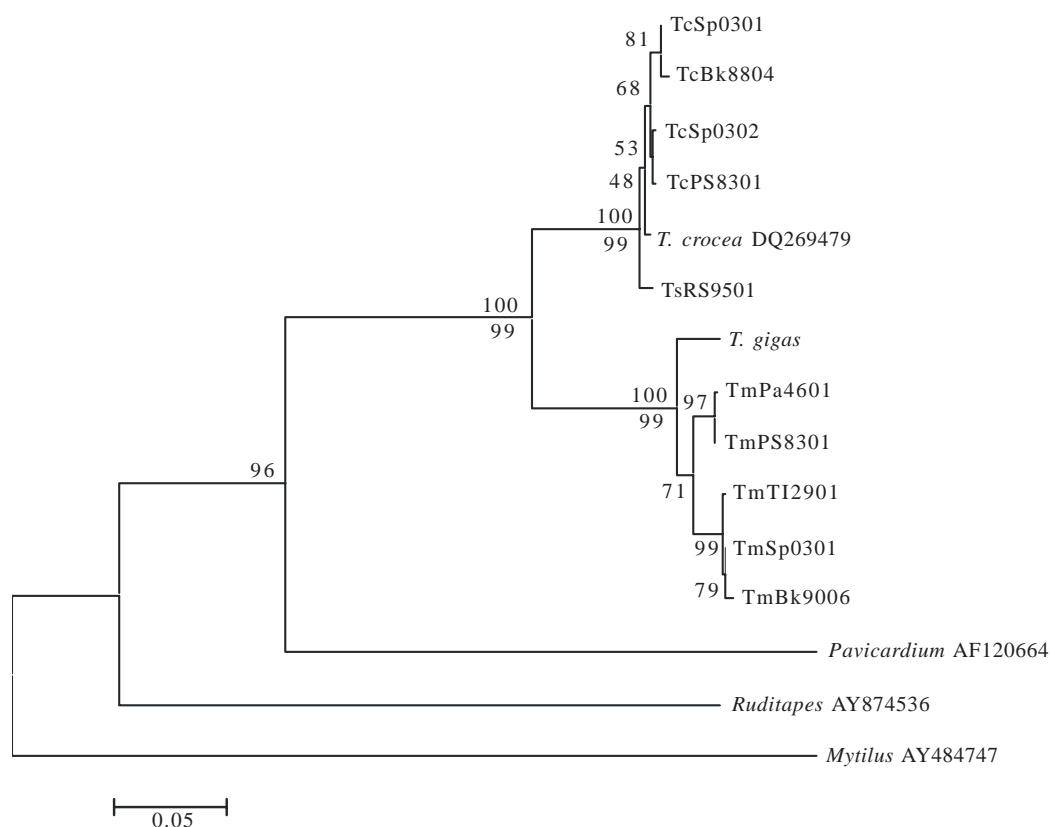 TcSp0301
81
TcBk8804
68
TcSp0302
53
TcPS8301
48
100
99
T. crocea DQ269479
TsRS9501
100
99
T. gigas
TmPa4601
97
100
99
TmPS8301
96
71
TmTI2901
99
TmSp0301
79
TmBk9006
Pavicardium AF120664
Ruditapes AY874536
Mytilus AY484747
0.05